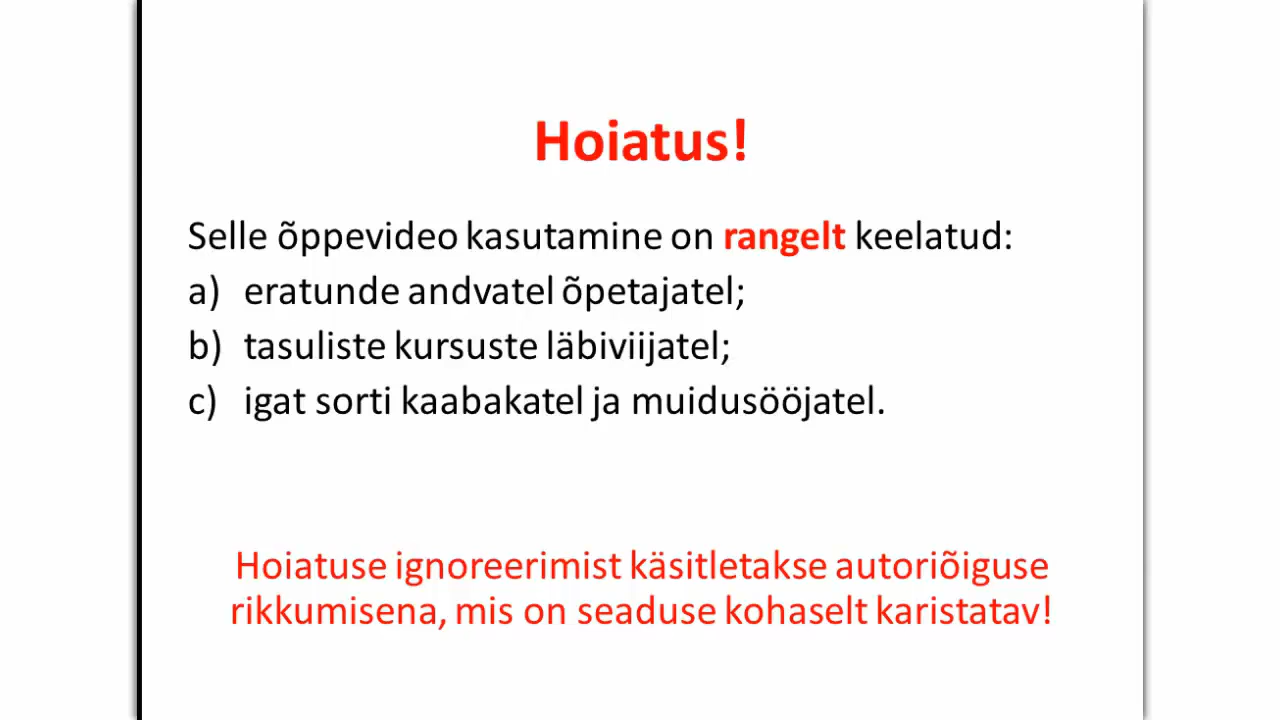 Hoiatus!
Selle õppevideo kasutamine on rangelt keelatud:
a) eratunde andvatel õpetajatel;
b) tasuliste kursuste läbiviijatel;
c) igat sorti kaabakatel ja muidusööjatel.
Hoiatuse ignoreerimist käsitletakse autoriõiguse
rikkumisena, mis on seaduse kohaselt karistatav!